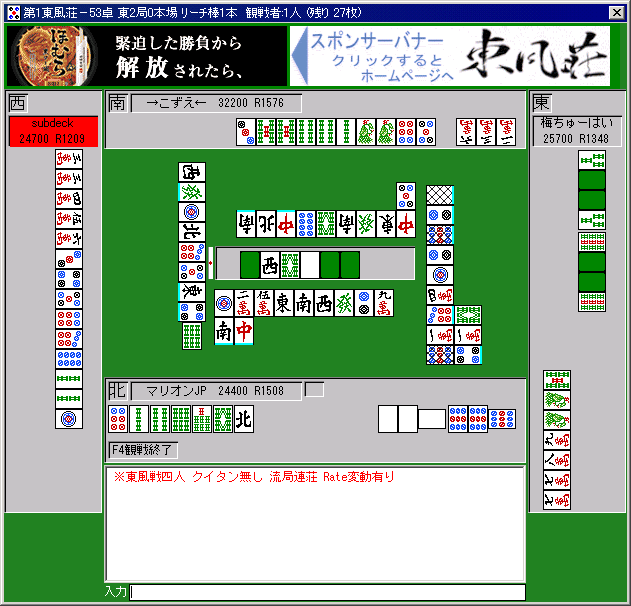 第1東風荘－53卓 東2局0本場 リーチ棒1本 観戦者:1人 (残り 27枚)
ほむら
緊迫した勝負から
解放されたら、
スポンサーバナー
クリックすると
ホームページへ
東風荘
西
subdeck
24700 R1208
南
→こずえ← 32200 R1576
東
梅ちゅーはい
25700 R1348
北
マリオンJP 24400 R1508
F4観戦終了
※東風戦四人 クイタン無し 流局連荘 Rate変動有り
入力